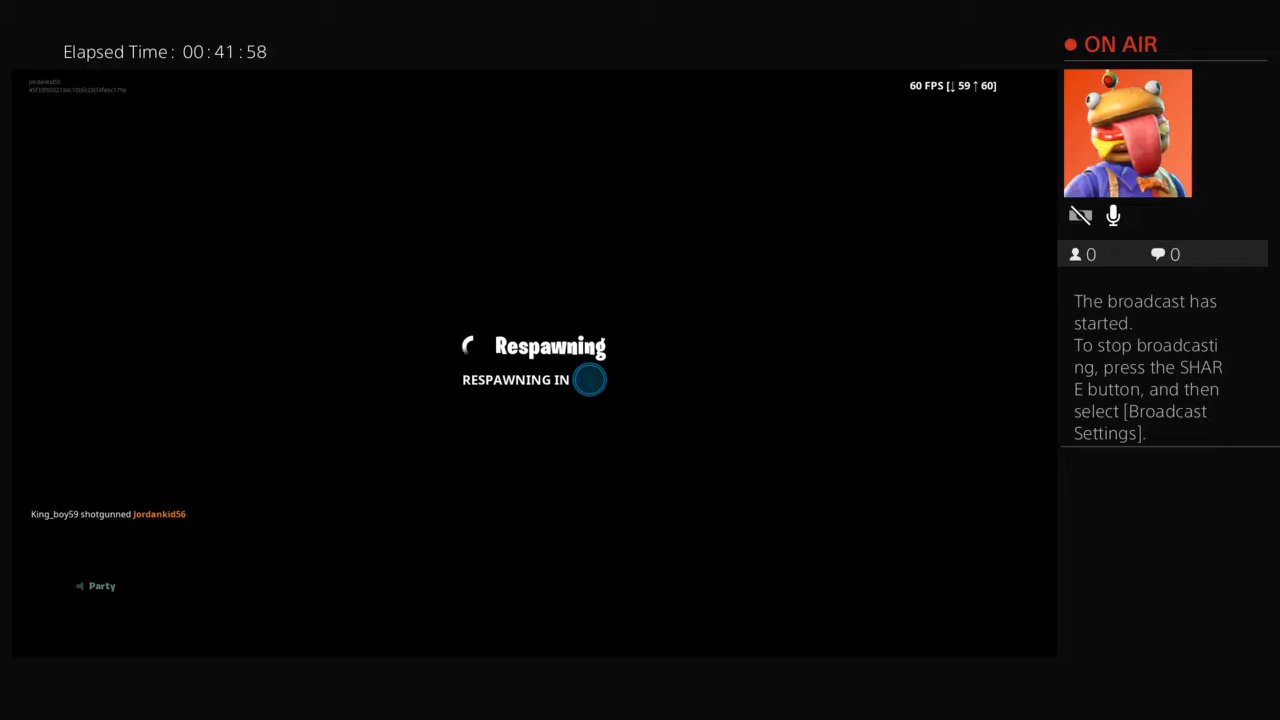 Elapsed Time: 00:41:58
ON AIR
Jordankid56
60 FPS [↓ 59 ↑ 60]
0 0
The broadcast has
started.
To stop broadcasti
ng, press the SHAR
E button, and then
select [Broadcast
Settings].
Respawning
RESPAWNING IN
King_boy59 shotgunned Jordankid56
Party